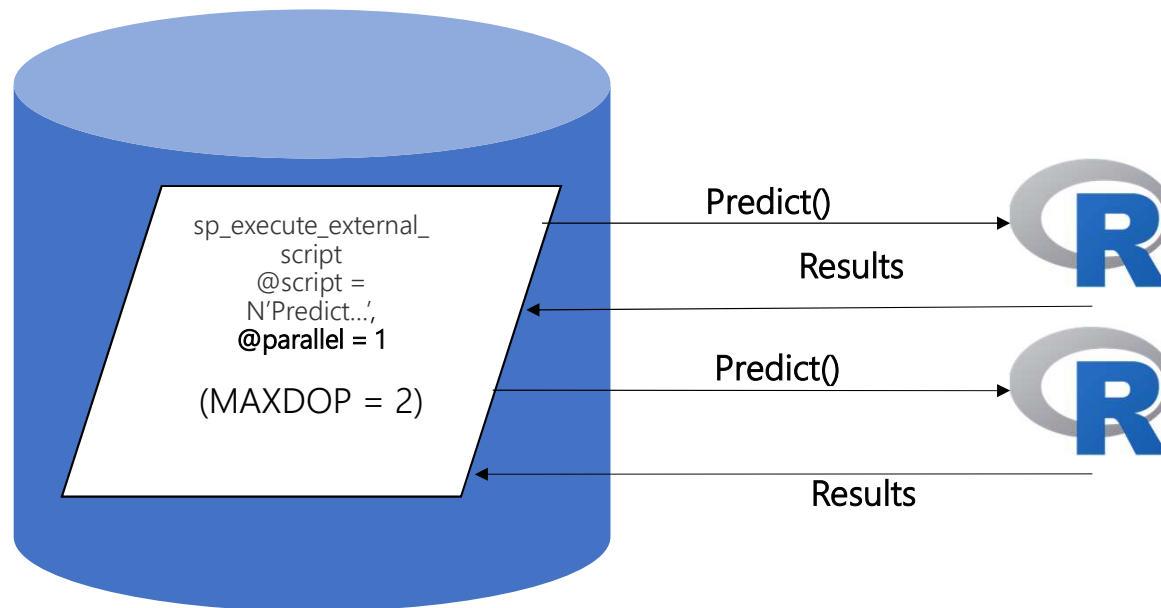 sp_execute_external_
script
@script =
N'Predict...',
@parallel = 1
(MAXDOP = 2)
Predict()
R
Results
Predict()
R
Results